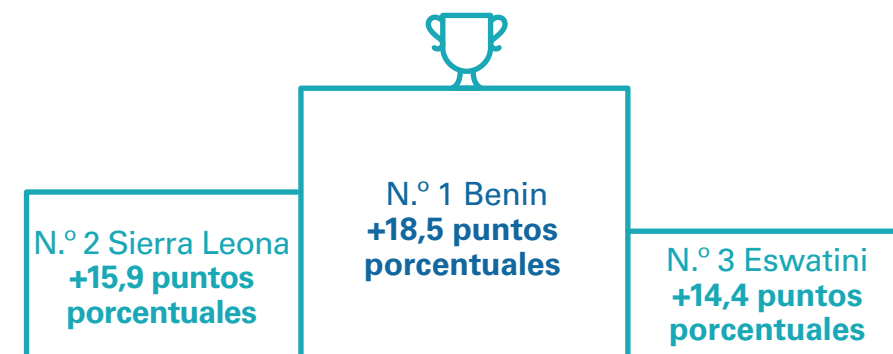 N.º 1 Benin
+18,5 puntos
porcentuales
N.º 2 Sierra Leona
+15,9 puntos
porcentuales
N.º 3 Eswatini
+14,4 puntos
porcentuales